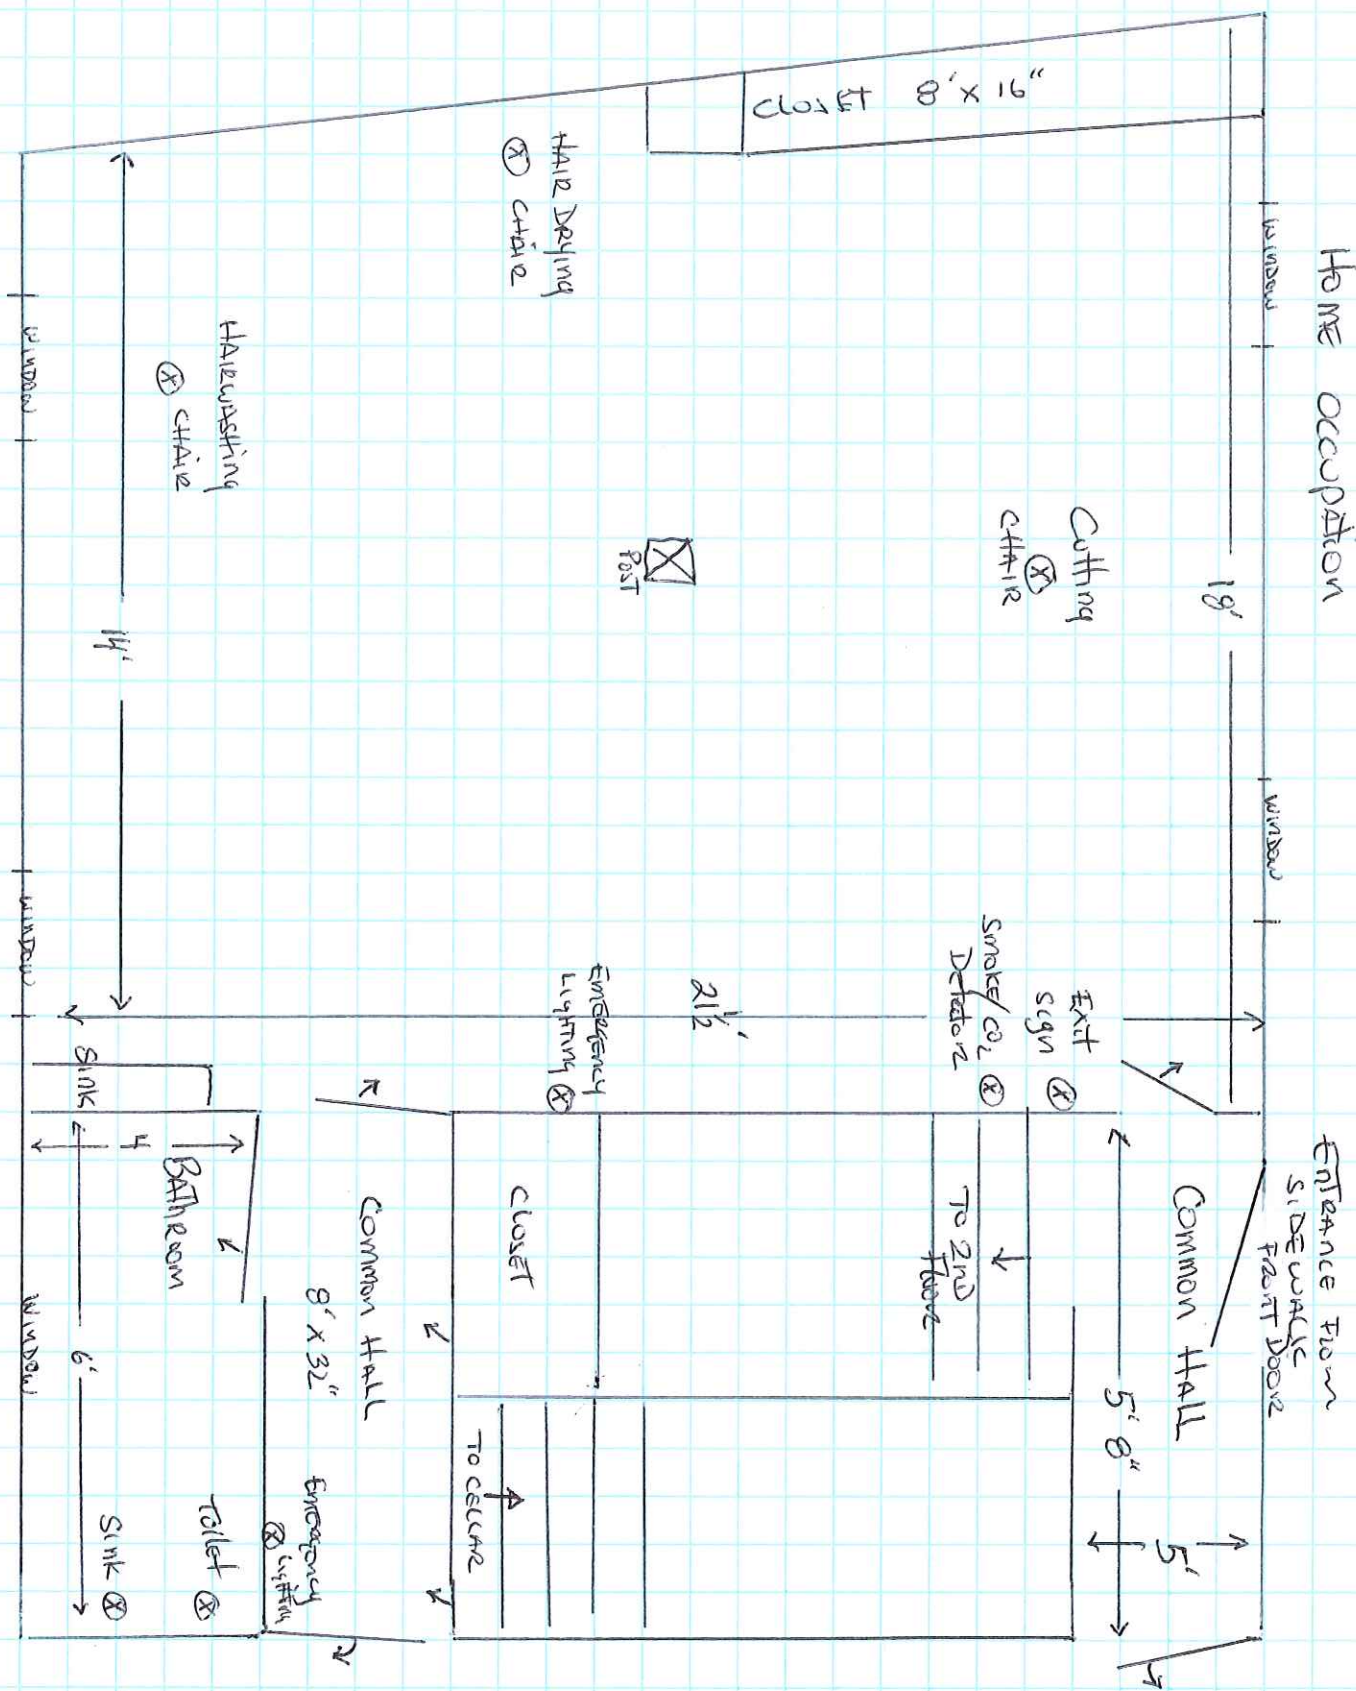 HOME OCCUPATION
WINDOW
WINDOW
Entrance From
SIDEWALK
FRONT DOOR
18'
CLOSET 8' x 16"
Cutting
CHAIR
Exit
Sign
Smoke/CO2
Detector
Common HALL
5' 8"
5'
TO 2nd
Floor
HAIR DRYING
CHAIR
POST
21½'
Emergency
Lighting
CLOSET
TO CELLAR
HAIRWASHING
CHAIR
Common HALL
8' x 32"
Emergency
Lighting
14'
Sink
4
BATHROOM
6'
Toilet
Sink
WINDOW
WINDOW
WINDOW